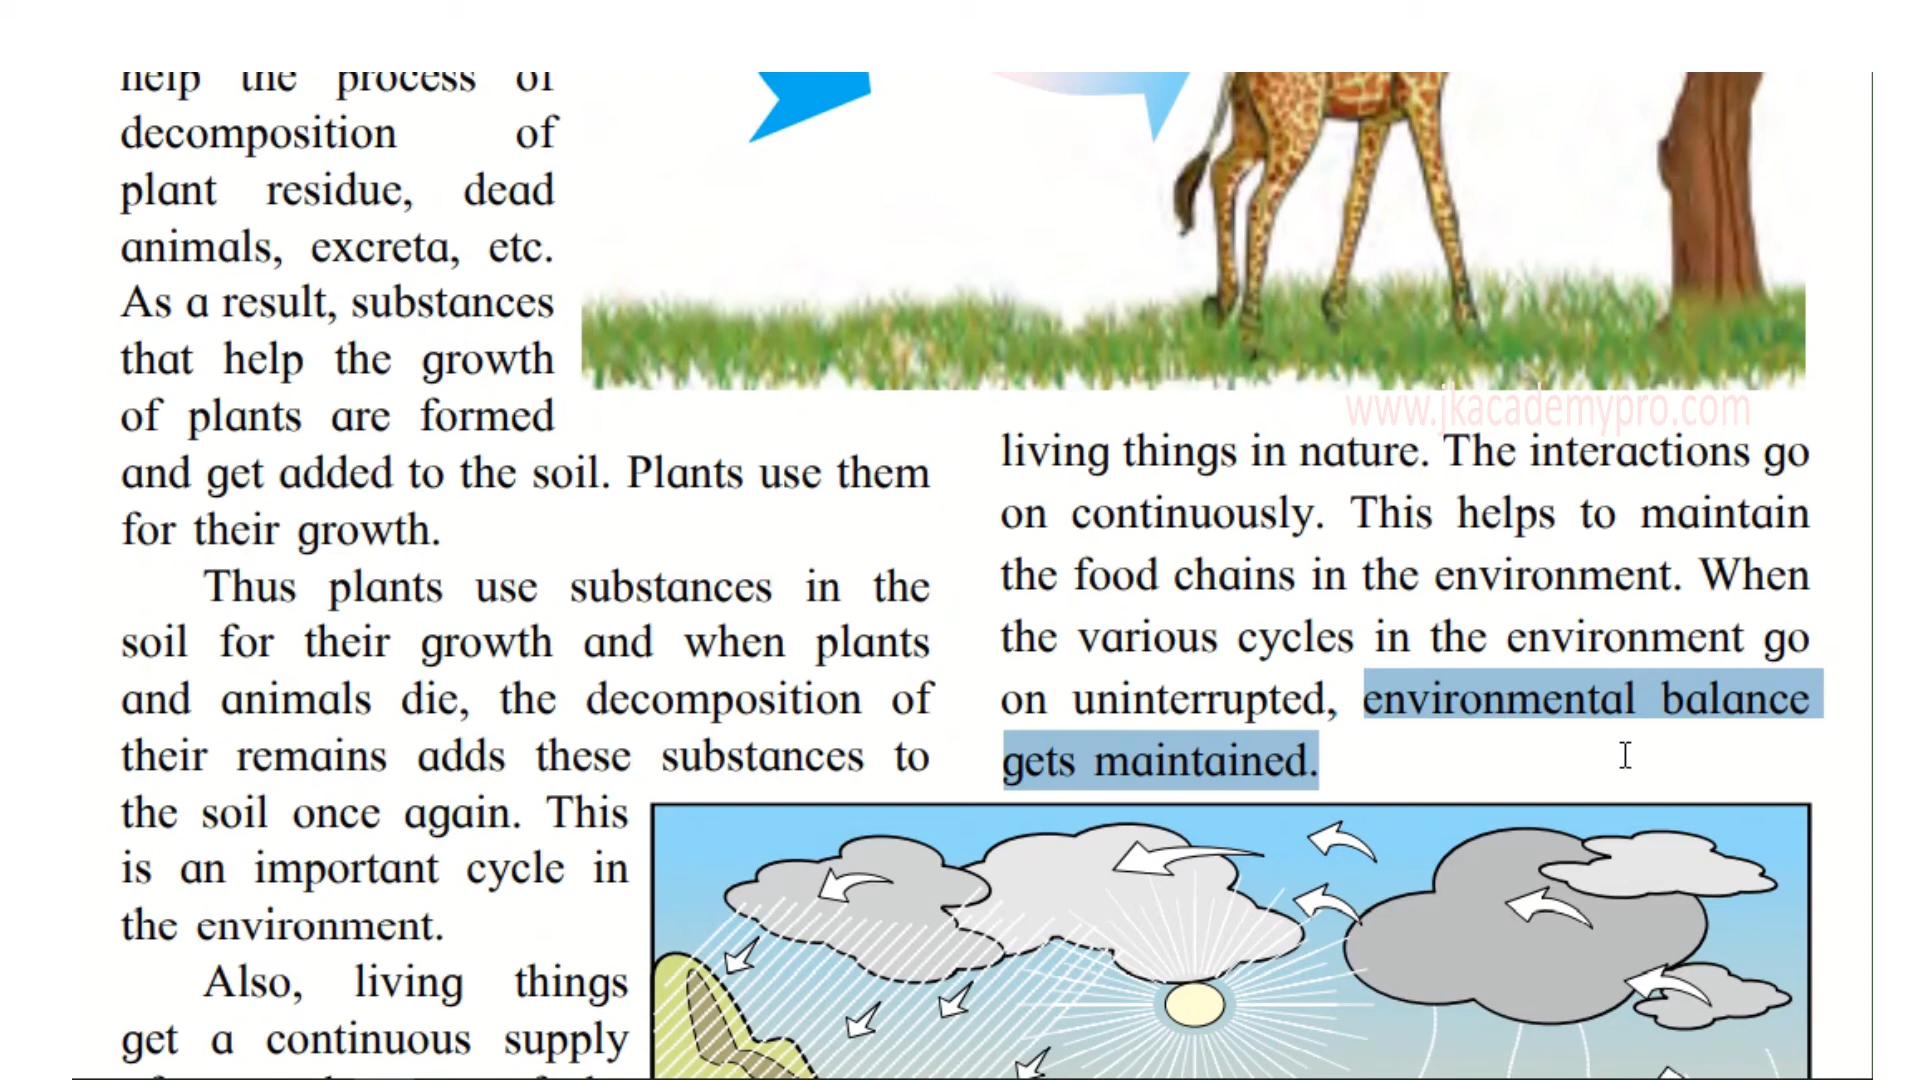 help the process of
decomposition of
plant residue, dead
animals, excreta, etc.
As a result, substances
that help the growth
of plants are formed
and get added to the soil. Plants use them
for their growth.
Thus plants use substances in the
soil for their growth and when plants
and animals die, the decomposition of
their remains adds these substances to
the soil once again. This
is an important cycle in
the environment.
Also, living things
get a continuous supply
www.jkacademypro.com
living things in nature. The interactions go
on continuously. This helps to maintain
the food chains in the environment. When
the various cycles in the environment go
on uninterrupted, environmental balance
gets maintained.